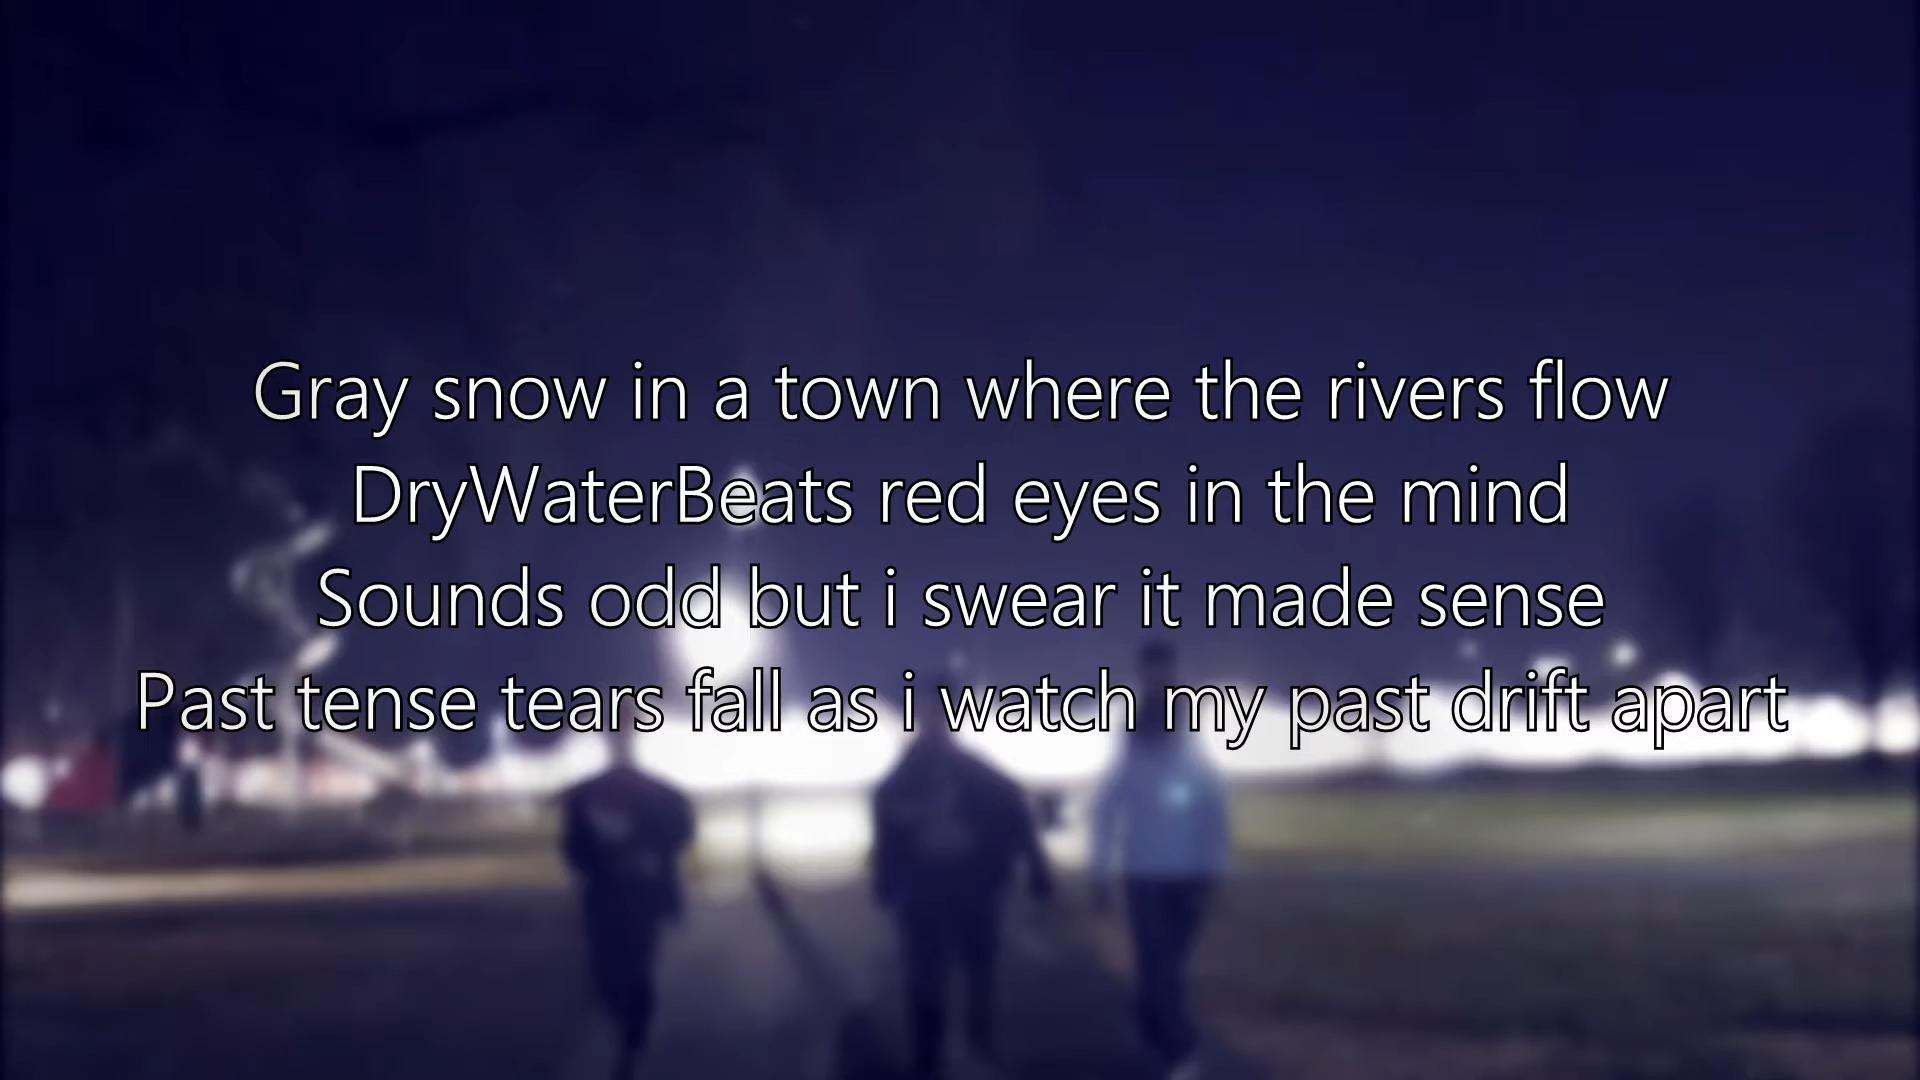 Gray snow in a town where the rivers flow
DryWaterBeats red eyes in the mind
Sounds odd but i swear it made sense
Past tense tears fall as i watch my past drift apart